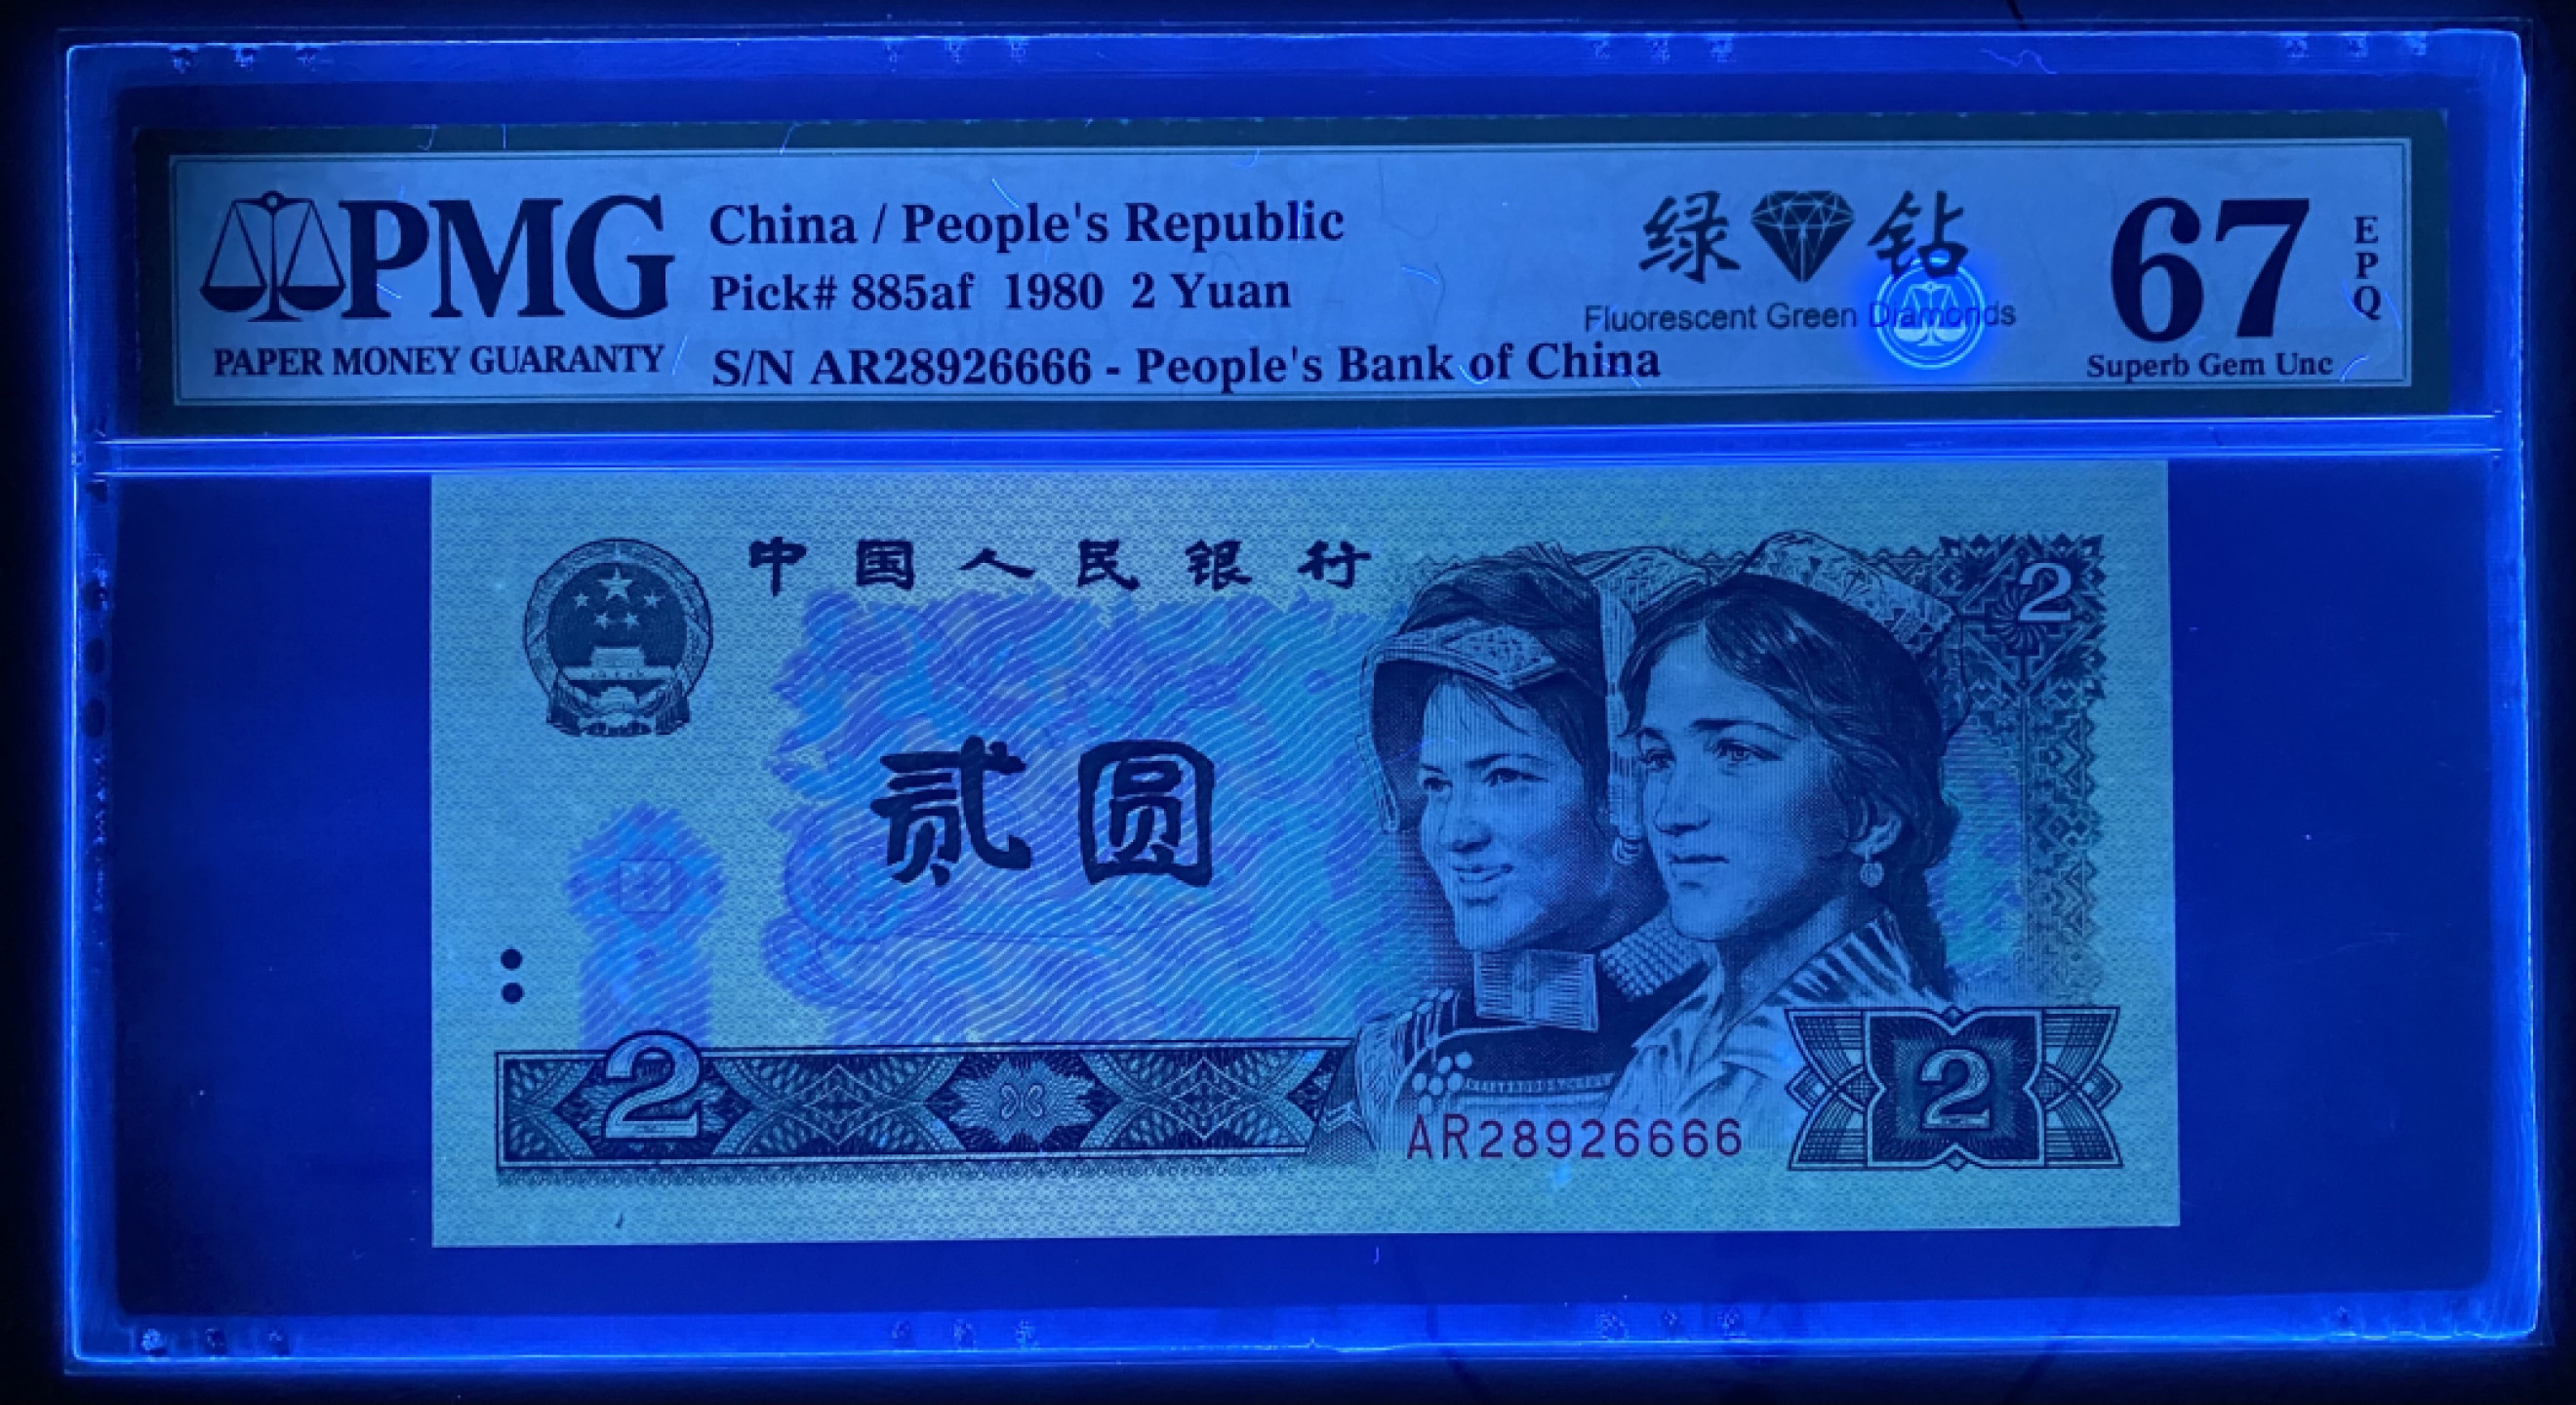 PMG
PAPER MONEY GUARANTY
China / People's Republic
Pick# 885af 1980 2 Yuan
S/N AR28926666 - People's Bank of China
绿 钻
Fluorescent Green Diamonds
67
EPQ
Superb Gem Unc
中国人民银行
2
贰圆
2
AR28926666
2